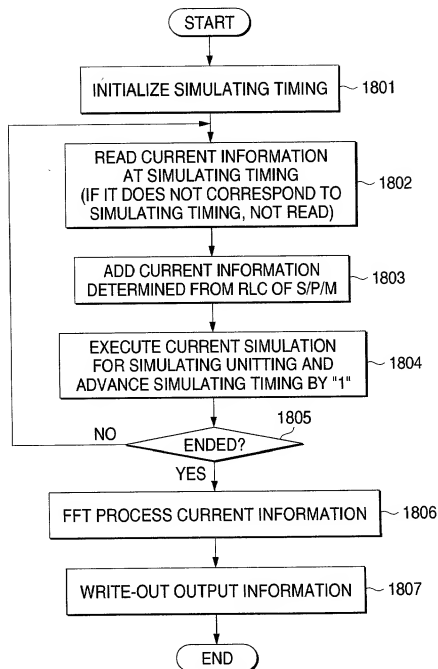 START
INITIALIZE SIMULATING TIMING
1801
READ CURRENT INFORMATION
AT SIMULATING TIMING
(IF IT DOES NOT CORRESPOND TO
SIMULATING TIMING, NOT READ)
1802
ADD CURRENT INFORMATION
DETERMINED FROM RLC OF S/P/M
1803
EXECUTE CURRENT SIMULATION
FOR SIMULATING UNITTING AND
ADVANCE SIMULATING TIMING BY "1"
1804
1805
NO
ENDED?
YES
FFT PROCESS CURRENT INFORMATION
1806
WRITE-OUT OUTPUT INFORMATION
1807
END